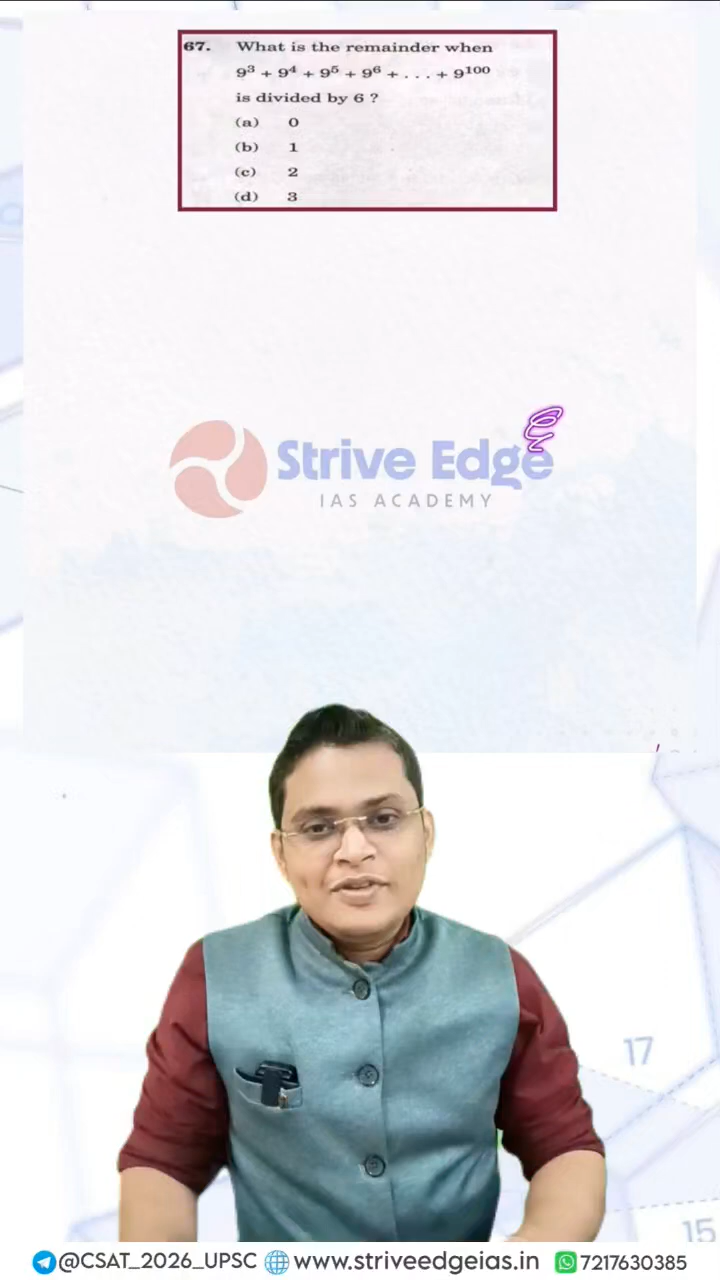 67. What is the remainder when
9³ + 9⁴ + 9⁵ + 9⁶ + . . . + 9¹⁰⁰
is divided by 6 ?
(a) 0
(b) 1
(c) 2
(d) 3
Strive Edge
IAS ACADEMY
17
15
@CSAT_2026_UPSC www.striveedgeias.in 7217630385